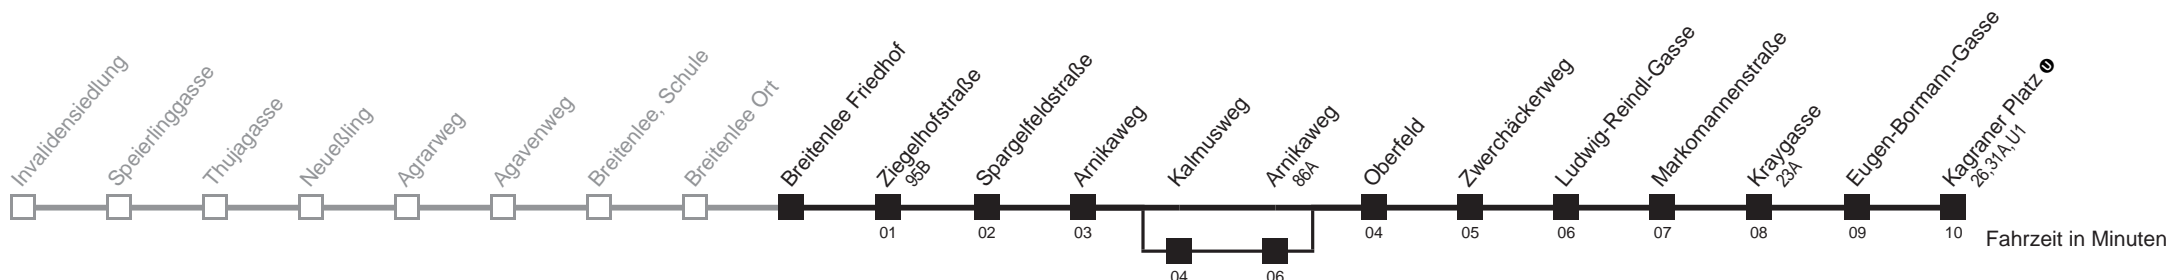 Invalidensiedlung
Speierlinggasse
Thujagasse
Neueßling
Agrarweg
Agavenweg
Breitenlee, Schule
Breitenlee Ort
Breitenlee Friedhof
Ziegelhofstraße
95B
Spargelfeldstraße
Arnikaweg
Kalmusweg
Arnikaweg
86A
Oberfeld
Zwerchäckerweg
Ludwig-Reindl-Gasse
Markomannenstraße
Kraygasse
23A
Eugen-Bormann-Gasse
Kagraner Platz U
26,31A,U1
01
02
03
04
05
06
07
08
09
10
Fahrzeit in Minuten
04
06